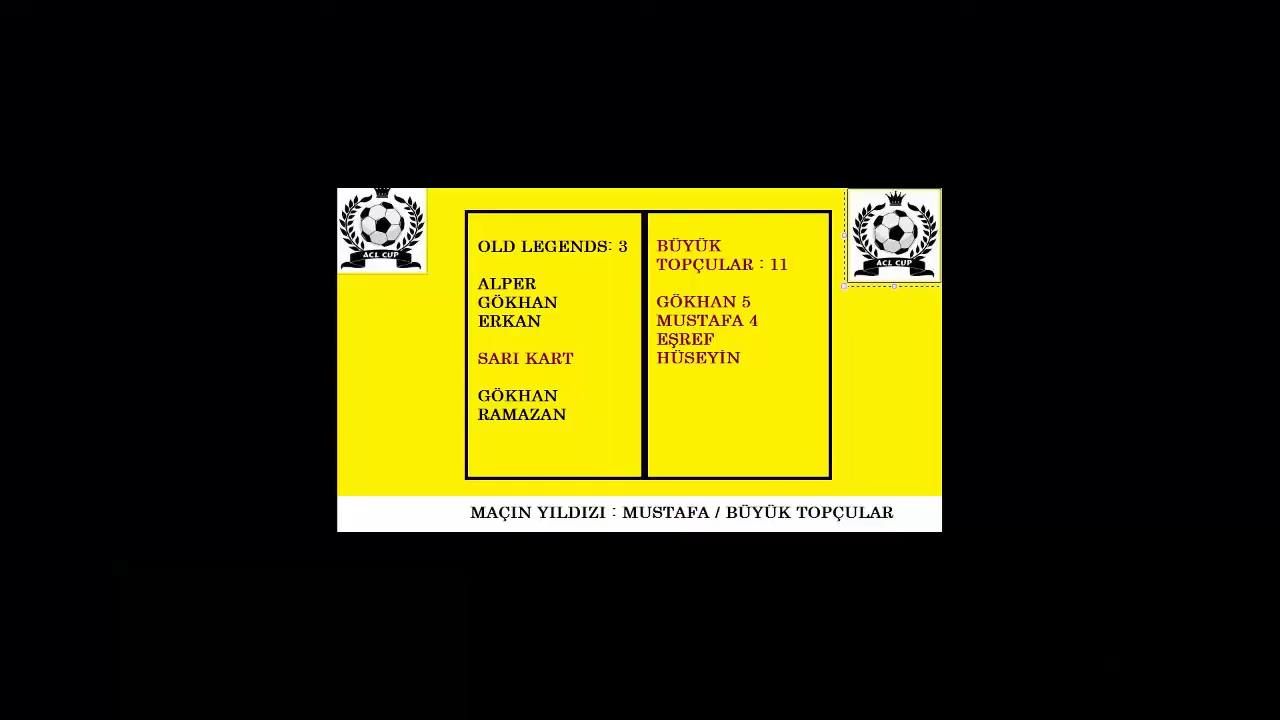 ACL CUP
ACL CUP
OLD LEGENDS: 3
ALPER
GÖKHAN
ERKAN
SARI KART
GÖKHAN
RAMAZAN
BÜYÜK
TOPÇULAR : 11
GÖKHAN 5
MUSTAFA 4
EŞREF
HÜSEYİN
MAÇIN YILDIZI : MUSTAFA / BÜYÜK TOPÇULAR